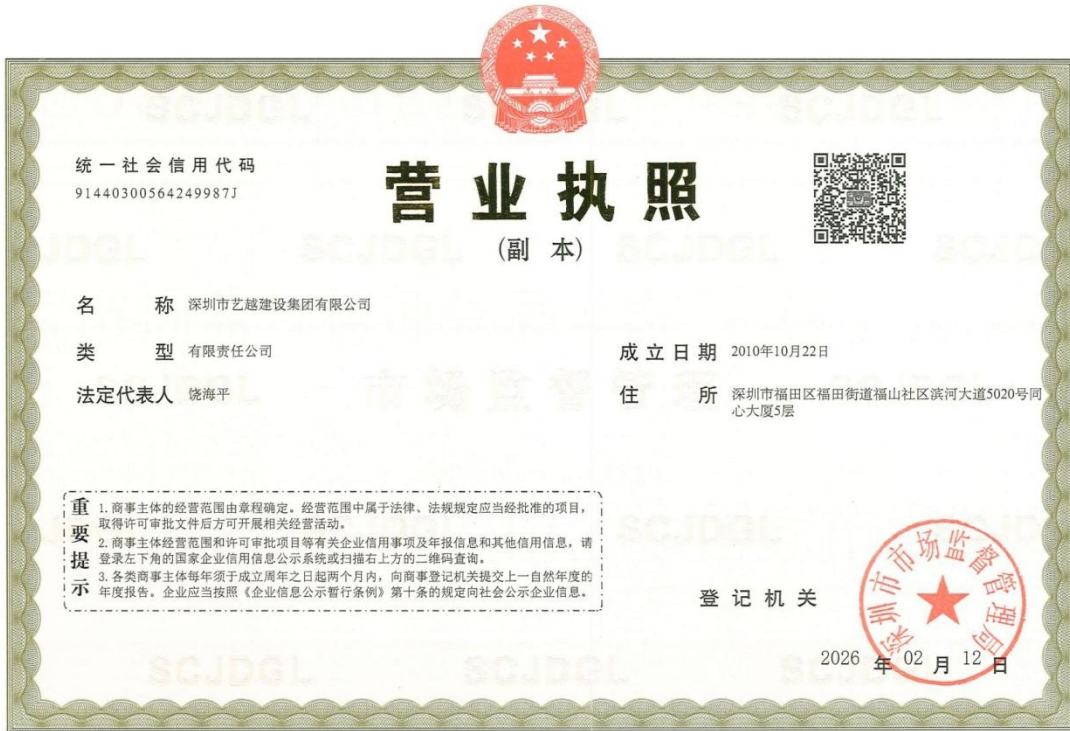 统一社会信用代码
91440300564249987J
营业执照
(副 本)
名 称 深圳市艺越建设集团有限公司
类 型 有限责任公司
成立日期 2010年10月22日
法定代表人 饶海平
住 所 深圳市福田区福田街道福山社区滨河大道5020号同
心大厦5层
重要提示
1. 商事主体的经营范围由章程确定。经营范围中属于法律、法规规定应当经批准的项目，
取得许可审批文件后方可开展相关经营活动。
2. 商事主体经营范围和许可审批项目等有关企业信用事项及年报信息和其他信用信息，请
登录左下角的国家企业信用信息公示系统或扫描右上方的二维码查询。
3. 各类商事主体每年须于成立周年之日起两个月内，向商事登记机关提交上一自然年度的
年度报告。企业应当按照《企业信息公示暂行条例》第十条的规定向社会公示企业信息。
登记机关
深圳市市场监督管理局
2026 年 02 月 12 日
SCJDGL
市场监督管理